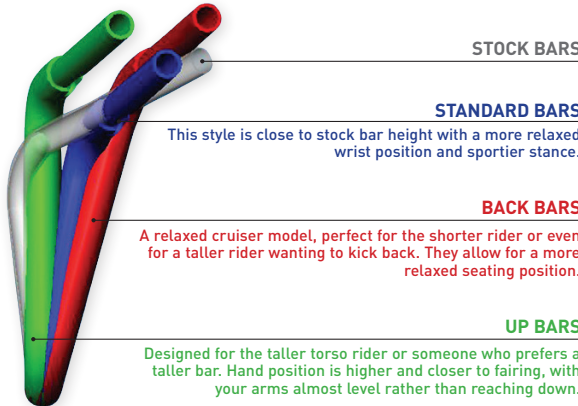 STOCK BARS
STANDARD BARS
This style is close to stock bar height with a more relaxed
wrist position and sportier stance.
BACK BARS
A relaxed cruiser model, perfect for the shorter rider or even
for a taller rider wanting to kick back. They allow for a more
relaxed seating position.
UP BARS
Designed for the taller torso rider or someone who prefers a
taller bar. Hand position is higher and closer to fairing, with
your arms almost level rather than reaching down.